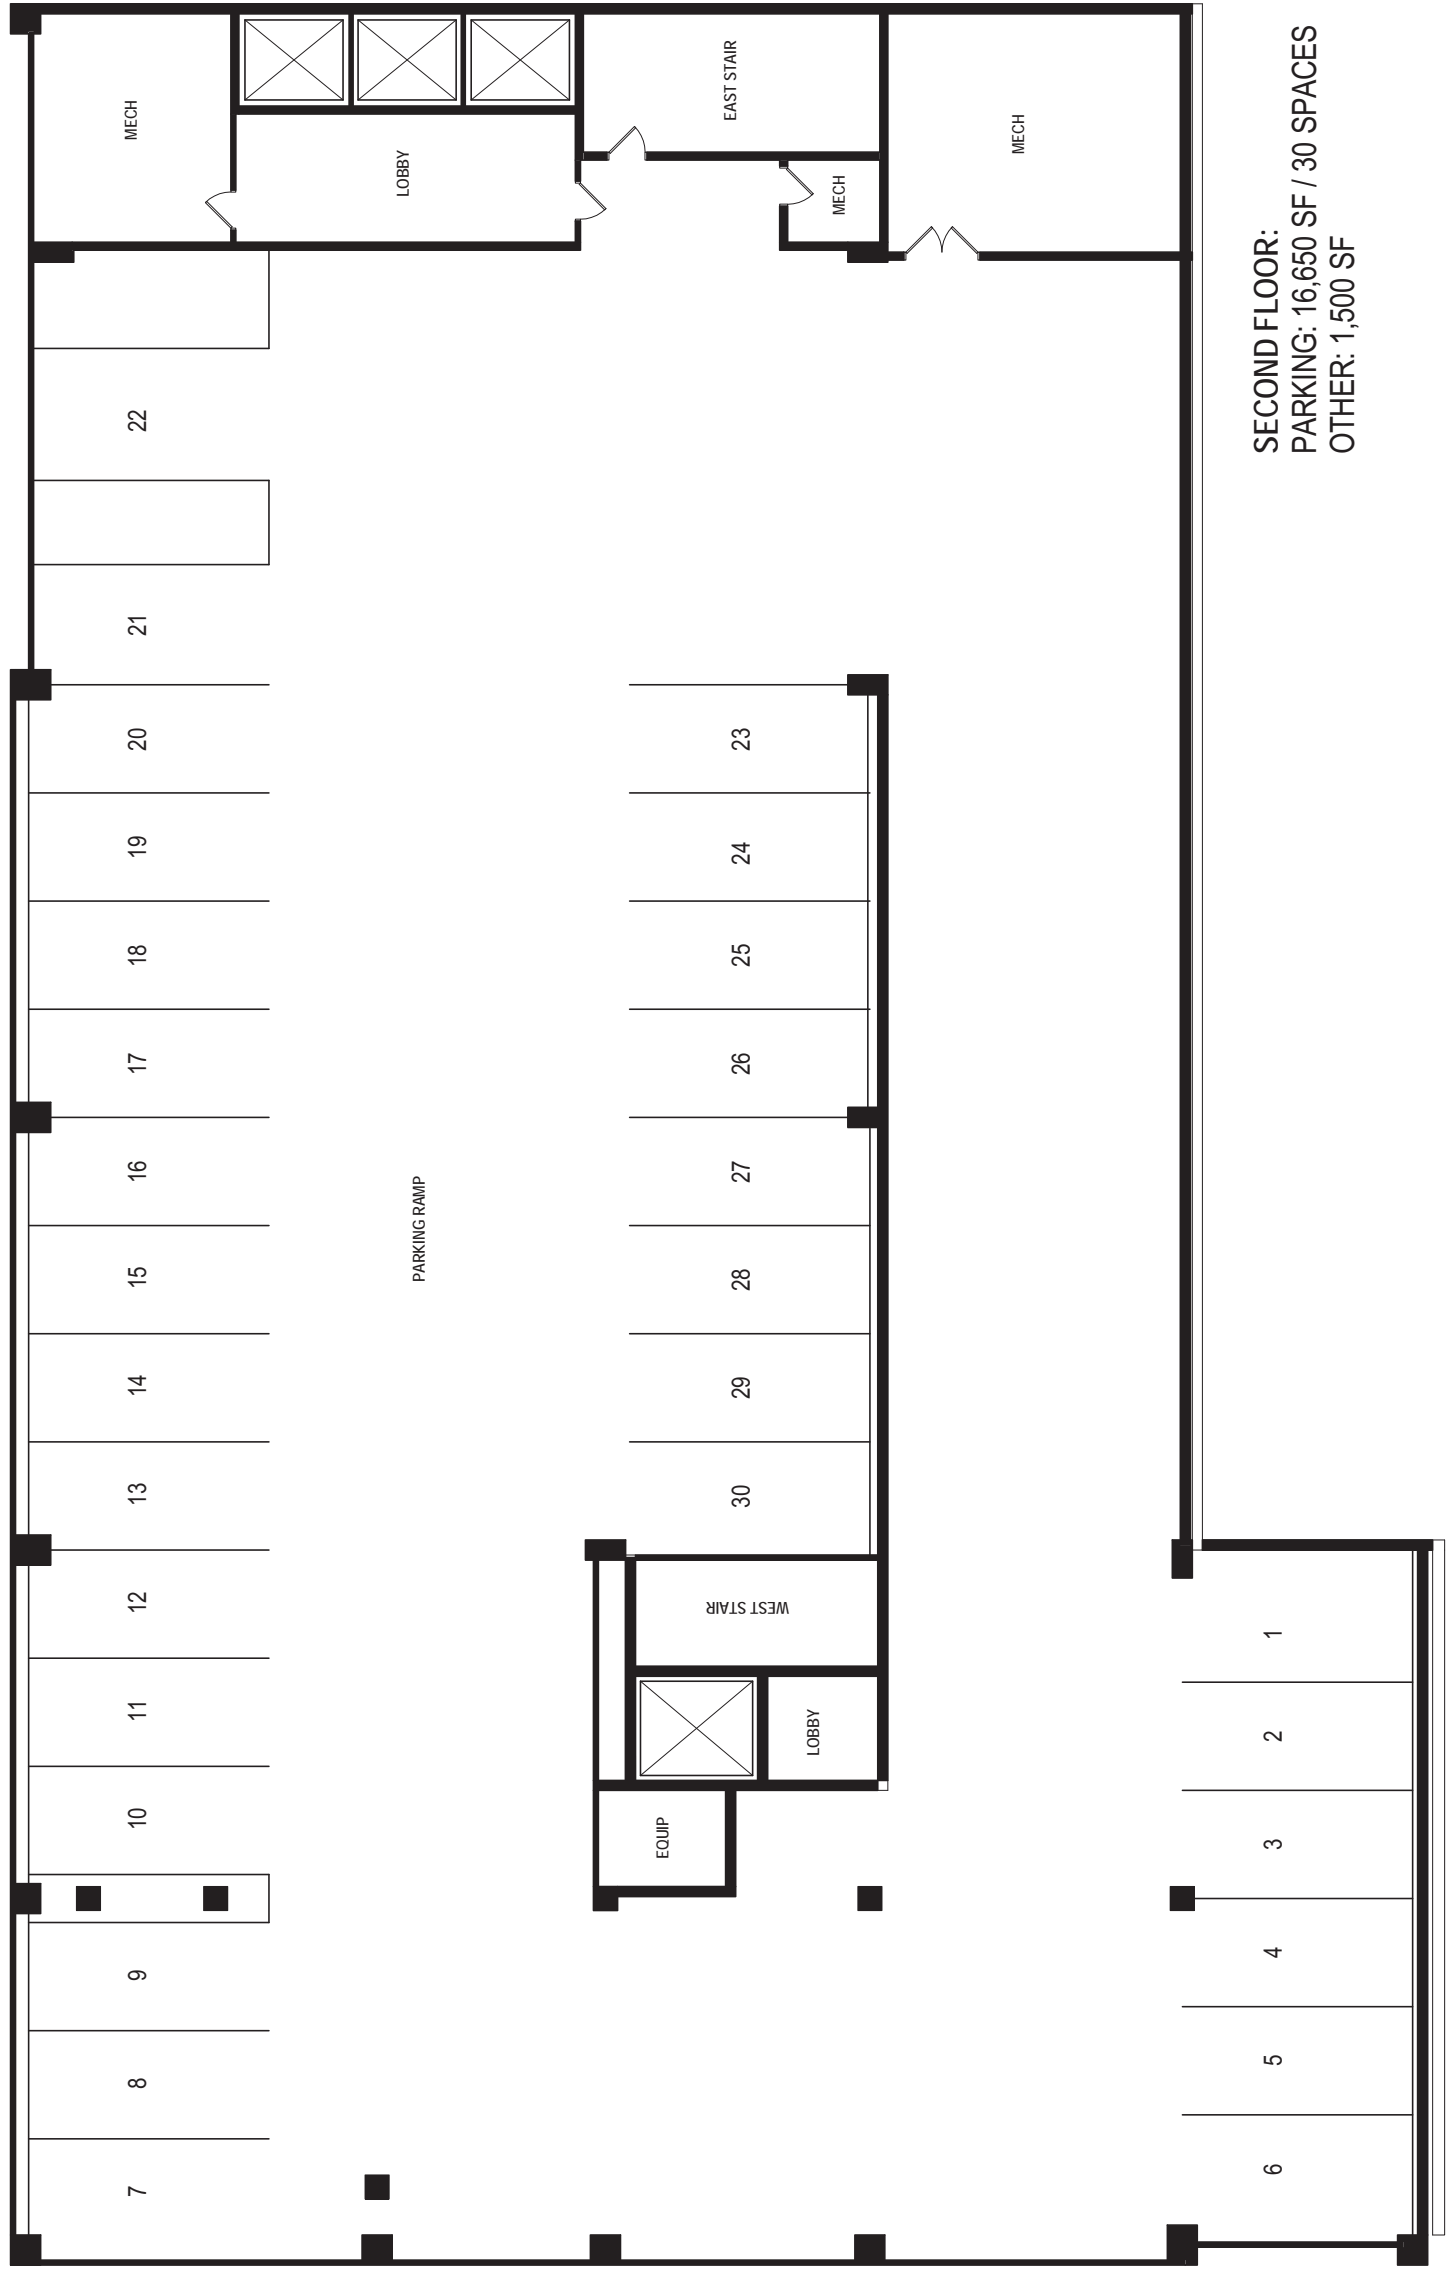 SECOND FLOOR:
PARKING: 16,650 SF / 30 SPACES
OTHER: 1,500 SF
MECH
LOBBY
EAST STAIR
MECH
MECH
22
21
20
19
18
17
16
15
14
13
12
11
10
9
8
7
PARKING RAMP
23
24
25
26
27
28
29
30
WEST STAIR
LOBBY
EQUIP
1
2
3
4
5
6